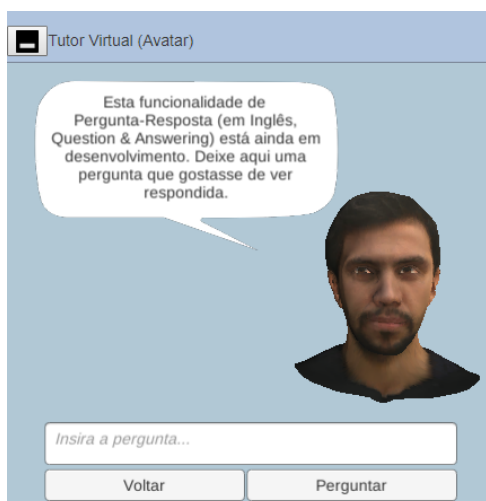 Tutor Virtual (Avatar)
Esta funcionalidade de
Pergunta-Resposta (em Inglês,
Question & Answering) está ainda em
desenvolvimento. Deixe aqui uma
pergunta que gostasse de ver
respondida.
Insira a pergunta...
Voltar
Perguntar